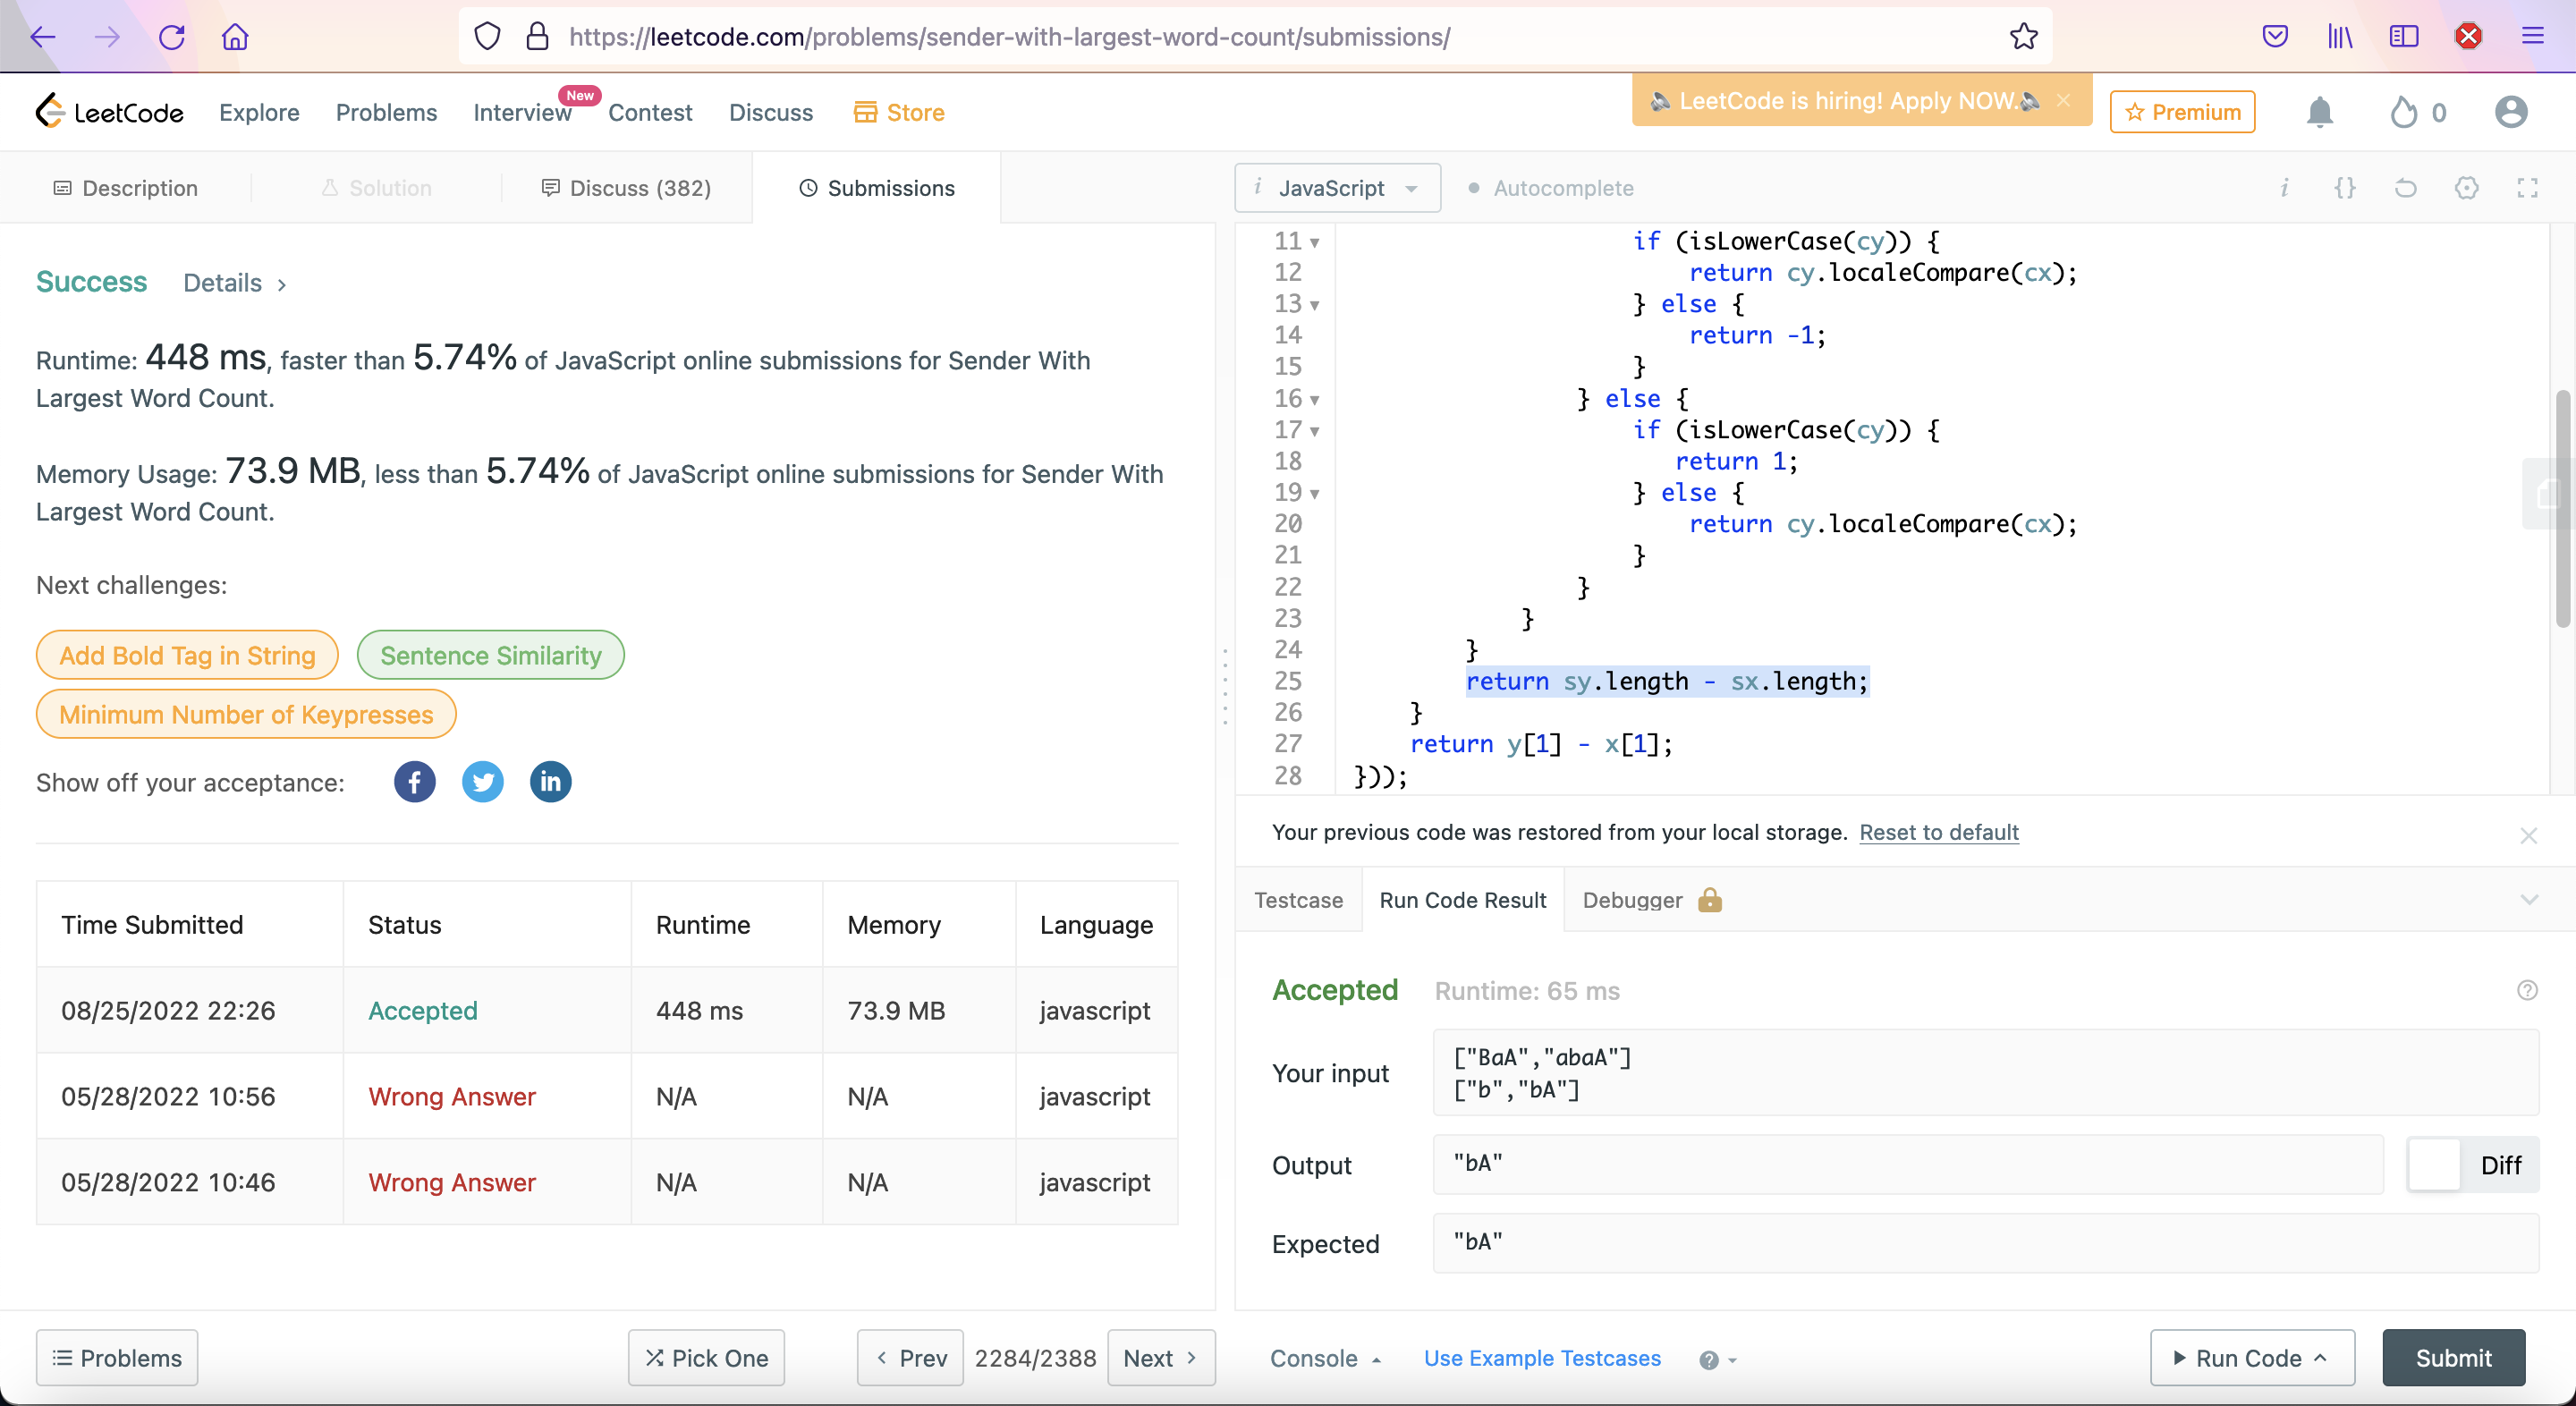 https://leetcode.com/problems/sender-with-largest-word-count/submissions/
LeetCode Explore Problems Interview New Contest Discuss Store
LeetCode is hiring! Apply NOW. Premium 0
Description Solution Discuss (382) Submissions
i JavaScript Autocomplete i {}
Success Details >
Runtime: 448 ms, faster than 5.74% of JavaScript online submissions for Sender With
Largest Word Count.
Memory Usage: 73.9 MB, less than 5.74% of JavaScript online submissions for Sender With
Largest Word Count.
Next challenges:
Add Bold Tag in String Sentence Similarity
Minimum Number of Keypresses
Show off your acceptance: f in
Time Submitted Status Runtime Memory Language
08/25/2022 22:26 Accepted 448 ms 73.9 MB javascript
05/28/2022 10:56 Wrong Answer N/A N/A javascript
05/28/2022 10:46 Wrong Answer N/A N/A javascript
11 if (isLowerCase(cy)) {
12 return cy.localeCompare(cx);
13 } else {
14 return -1;
15 }
16 } else {
17 if (isLowerCase(cy)) {
18 return 1;
19 } else {
20 return cy.localeCompare(cx);
21 }
22 }
23 }
24 }
25 return sy.length - sx.length;
26 }
27 return y[1] - x[1];
28 }));
Your previous code was restored from your local storage. Reset to default
Testcase Run Code Result Debugger
Accepted Runtime: 65 ms
Your input
["BaA","abaA"]
["b","bA"]
Output "bA" Diff
Expected "bA"
Problems Pick One < Prev 2284/2388 Next >
Console Use Example Testcases ? Run Code Submit